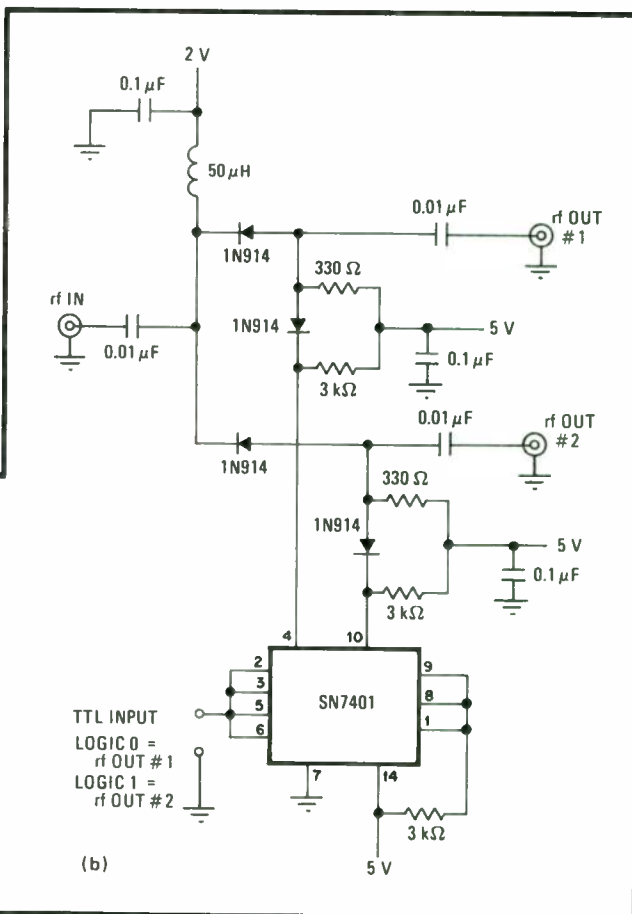 2 V
0.1 μF
50 μH
0.01 μF
rf OUT
#1
1N914
330 Ω
rf IN
1N914
5 V
0.01 μF
0.1 μF
3 kΩ
0.01 μF
rf OUT
#2
1N914
330 Ω
1N914
5 V
0.1 μF
3 kΩ
4
10
2
9
3
SN7401
8
TTL INPUT
5
1
LOGIC 0 =
rf OUT #1
6
LOGIC 1 =
rf OUT #2
7
14
3 kΩ
(b)
5 V